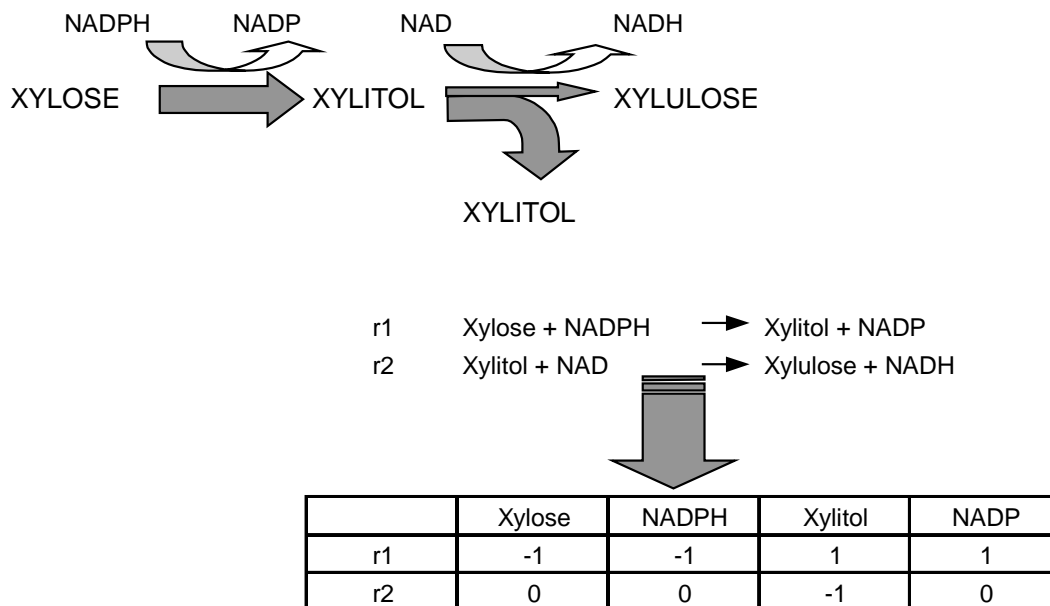 NADPH NADP NAD NADH
XYLOSE XYLITOL XYLULOSE
XYLITOL
r1 Xylose + NADPH Xylitol + NADP
r2 Xylitol + NAD Xylulose + NADH
Xylose NADPH Xylitol NADP
r1 -1 -1 1 1
r2 0 0 -1 0